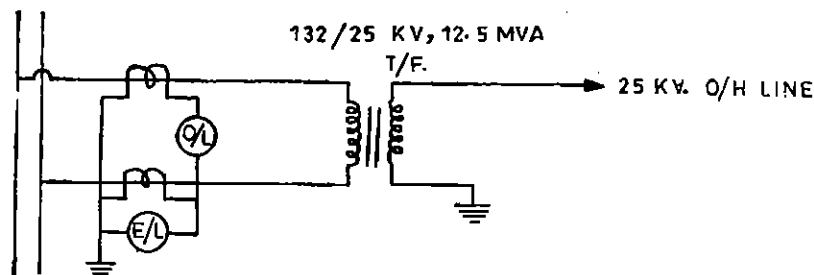 132/25 KV, 12.5 MVA
T/F.
25 KV. O/H LINE
O/L
E/L